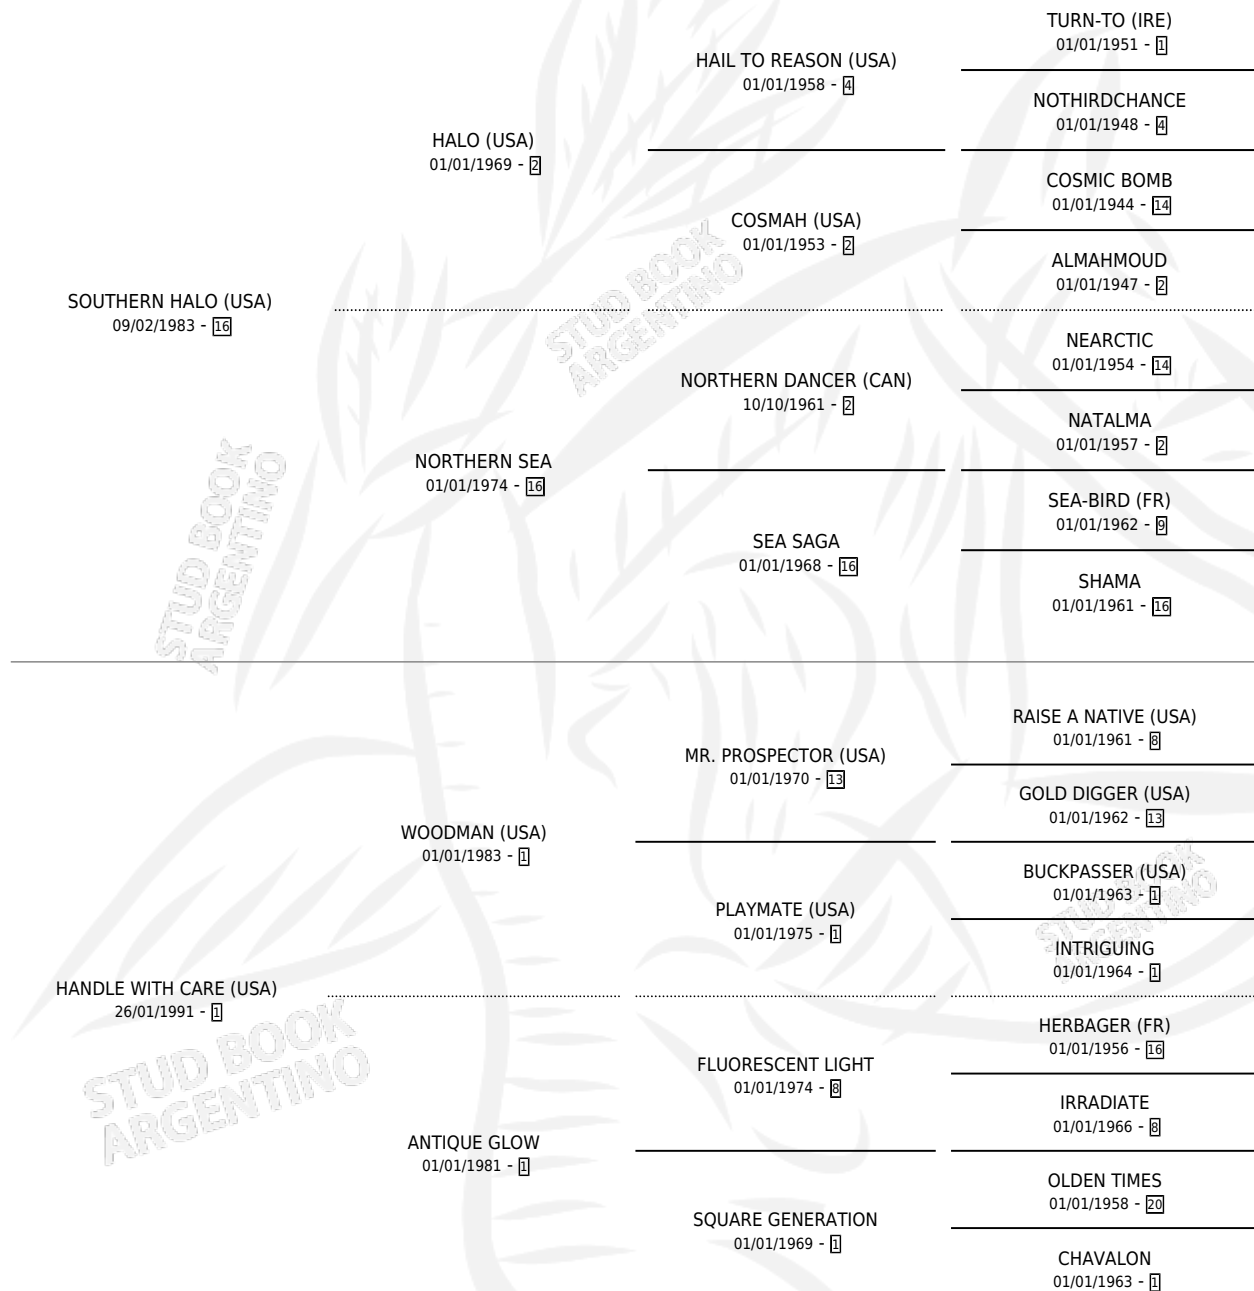 TURN-TO (IRE)
01/01/1951 - 1
HAIL TO REASON (USA)
01/01/1958 - 4
NOTHIRDCHANCE
01/01/1948 - 4
HALO (USA)
01/01/1969 - 2
COSMIC BOMB
01/01/1944 - 14
COSMAH (USA)
01/01/1953 - 2
ALMAHMOUD
01/01/1947 - 2
SOUTHERN HALO (USA)
09/02/1983 - 16
NEARCTIC
01/01/1954 - 14
NORTHERN DANCER (CAN)
10/10/1961 - 2
NATALMA
01/01/1957 - 2
NORTHERN SEA
01/01/1974 - 16
SEA-BIRD (FR)
01/01/1962 - 9
SEA SAGA
01/01/1968 - 16
SHAMA
01/01/1961 - 16
RAISE A NATIVE (USA)
01/01/1961 - 8
MR. PROSPECTOR (USA)
01/01/1970 - 13
GOLD DIGGER (USA)
01/01/1962 - 13
WOODMAN (USA)
01/01/1983 - 1
BUCKPASSER (USA)
01/01/1963 - 1
PLAYMATE (USA)
01/01/1975 - 1
INTRIGUING
01/01/1964 - 1
HANDLE WITH CARE (USA)
26/01/1991 - 1
HERBAGER (FR)
01/01/1956 - 16
FLUORESCENT LIGHT
01/01/1974 - 8
IRRADIATE
01/01/1966 - 8
ANTIQUE GLOW
01/01/1981 - 1
OLDEN TIMES
01/01/1958 - 20
SQUARE GENERATION
01/01/1969 - 1
CHAVALON
01/01/1963 - 1
STUD BOOK
ARGENTINO
STUD BOOK
ARGENTINO
STUD BOOK
ARGENTINO
STUD BOOK
ARGENTINO